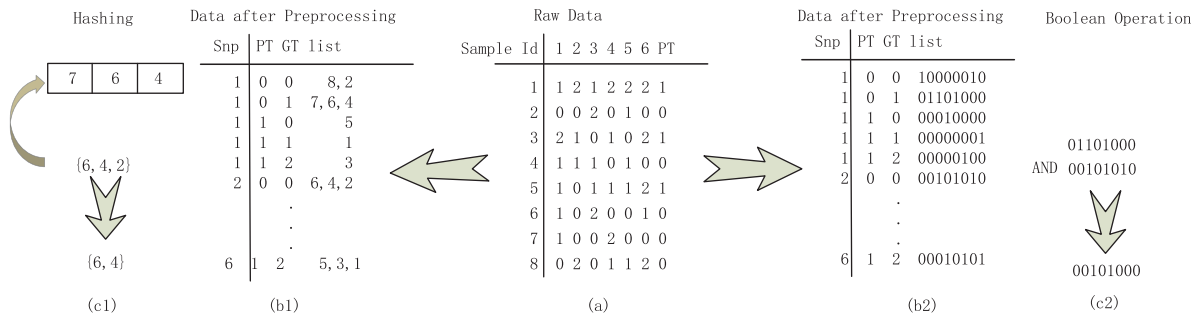 Hashing
7 6 4
{6,4,2}
{6,4}
(c1)
Data after Preprocessing
Snp PT GT list
1 0 0 8,2
1 0 1 7,6,4
1 1 0 5
1 1 1 1
1 1 2 3
2 0 0 6,4,2
.
.
.
6 1 2 5,3,1
(b1)
Raw Data
Sample Id 1 2 3 4 5 6 PT
1 1 2 1 2 2 2 1
2 0 0 2 0 1 0 0
3 2 1 0 1 0 2 1
4 1 1 1 0 1 0 0
5 1 0 1 1 1 2 1
6 1 0 2 0 0 1 0
7 1 0 0 2 0 0 0
8 0 2 0 1 1 2 0
(a)
Data after Preprocessing
Snp PT GT list
1 0 0 10000010
1 0 1 01101000
1 1 0 00010000
1 1 1 00000001
1 1 2 00000100
2 0 0 00101010
.
.
.
6 1 2 00010101
(b2)
Boolean Operation
01101000
AND 00101010
00101000
(c2)